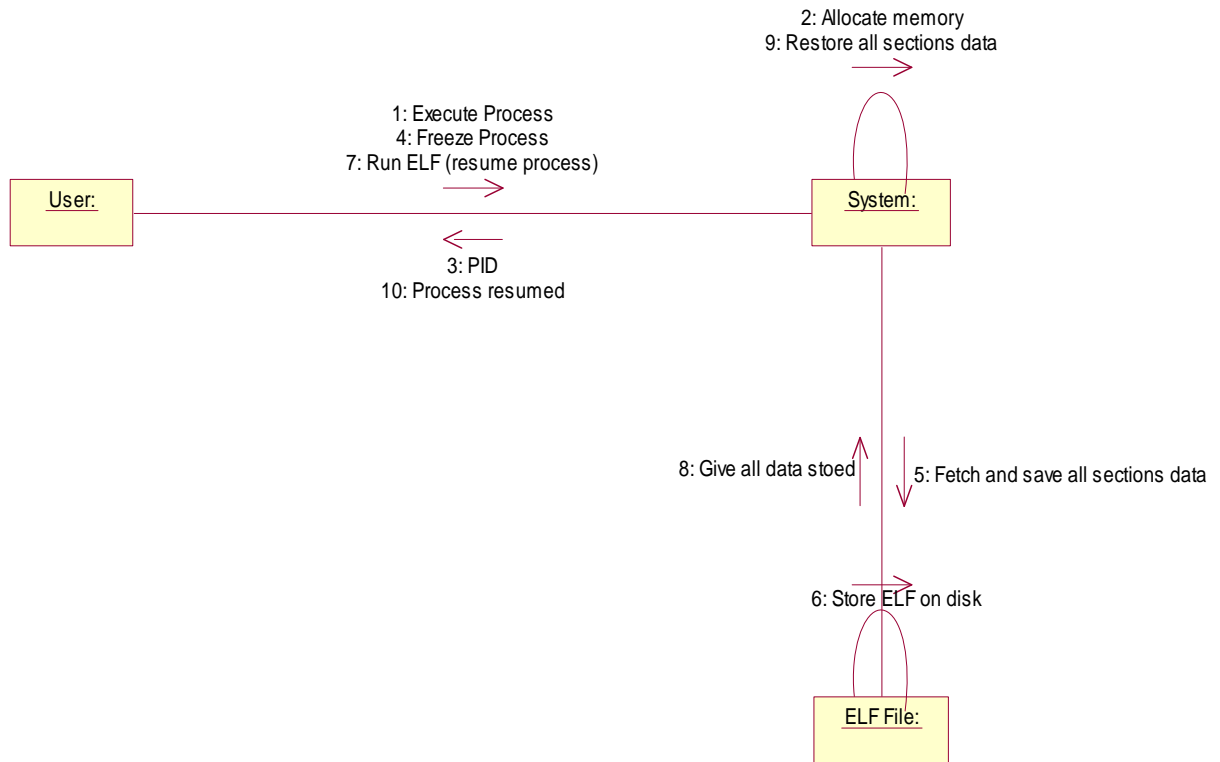 2: Allocate memory
9: Restore all sections data
1: Execute Process
4: Freeze Process
7: Run ELF (resume process)
User:
System:
3: PID
10: Process resumed
8: Give all data stoed
5: Fetch and save all sections data
6: Store ELF on disk
ELF File: